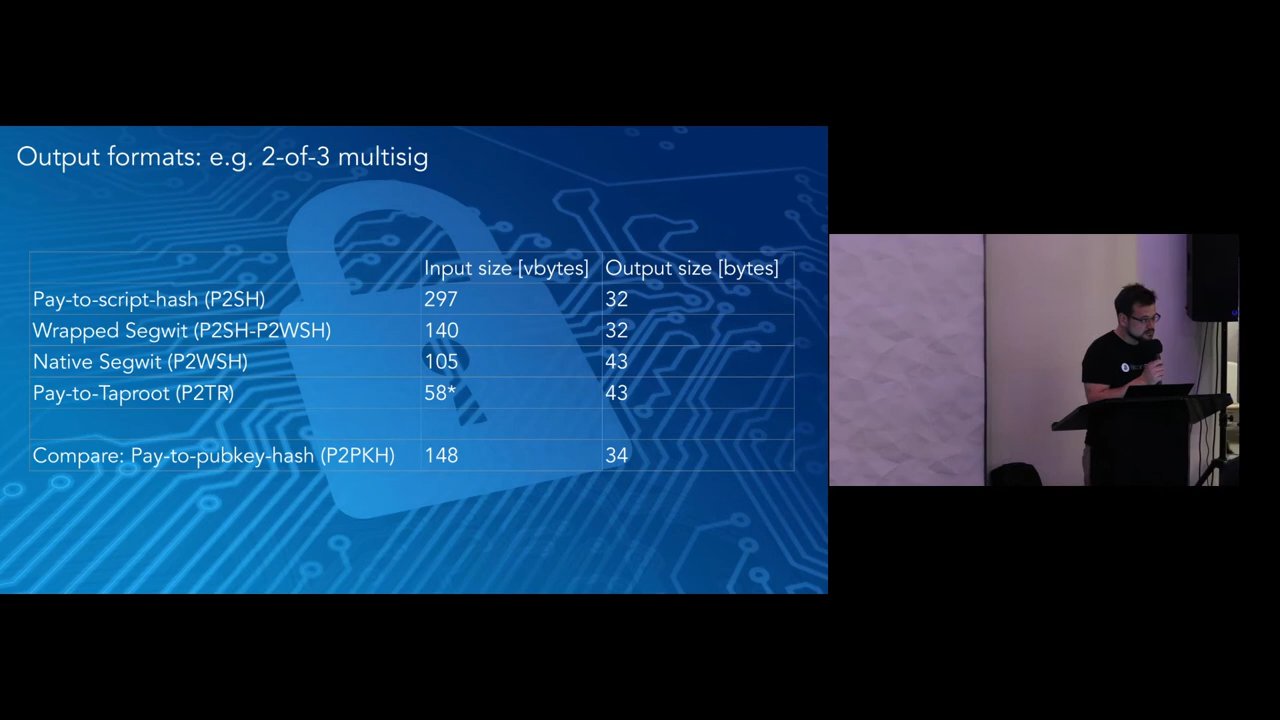 Output formats: e.g. 2-of-3 multisig
Input size [vbytes] Output size [bytes]
Pay-to-script-hash (P2SH) 297 32
Wrapped Segwit (P2SH-P2WSH) 140 32
Native Segwit (P2WSH) 105 43
Pay-to-Taproot (P2TR) 58* 43
Compare: Pay-to-pubkey-hash (P2PKH) 148 34